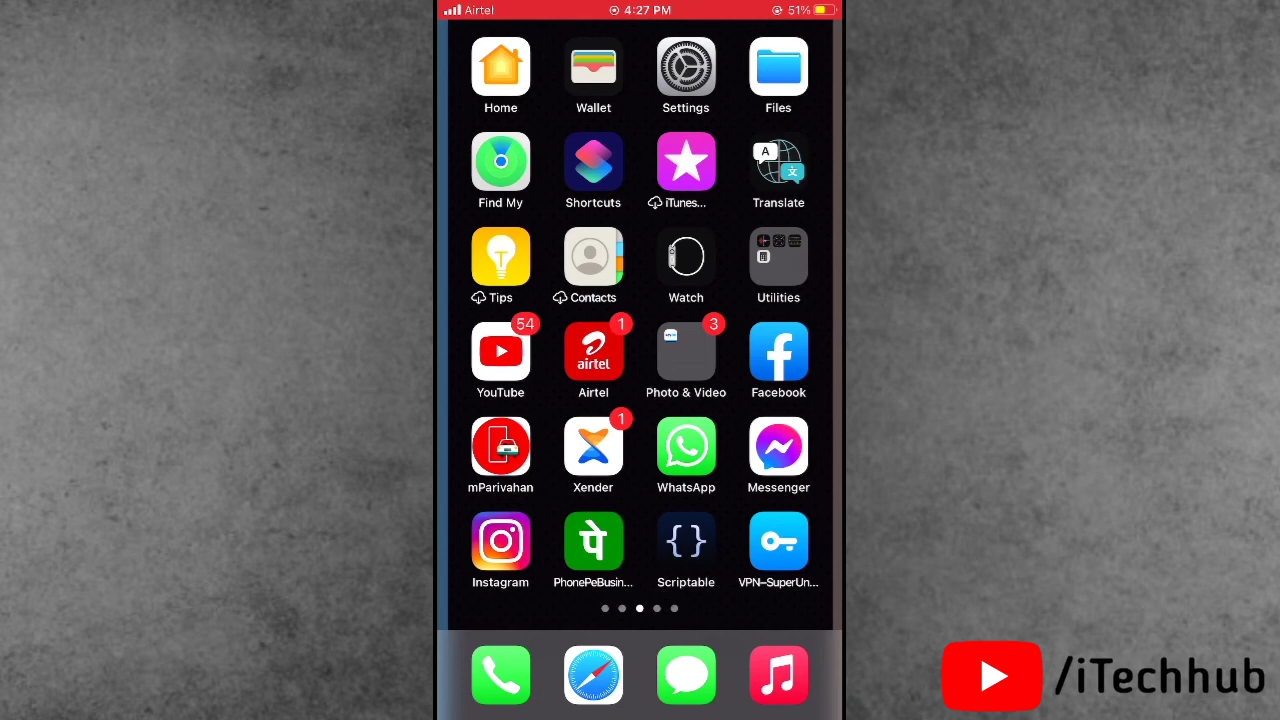 Airtel 4:27 PM 51%
Home Wallet Settings Files
Find My Shortcuts iTunes... Translate
A 文
Tips Contacts Watch Utilities
54 1 3
airtel
YouTube Airtel Photo & Video Facebook
1
mParivahan Xender WhatsApp Messenger
पे {}
Instagram PhonePeBusin... Scriptable VPN–SuperUn...
/iTechhub